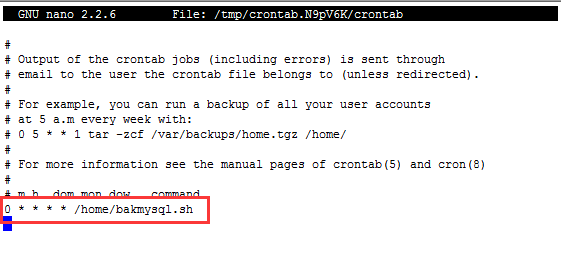 GNU nano 2.2.6 File: /tmp/crontab.N9pV6K/crontab
#
# Output of the crontab jobs (including errors) is sent through
# email to the user the crontab file belongs to (unless redirected).
#
# For example, you can run a backup of all your user accounts
# at 5 a.m every week with:
# 0 5 * * 1 tar -zcf /var/backups/home.tgz /home/
#
# For more information see the manual pages of crontab(5) and cron(8)
#
# m h dom mon dow command
0 * * * * /home/bakmysql.sh